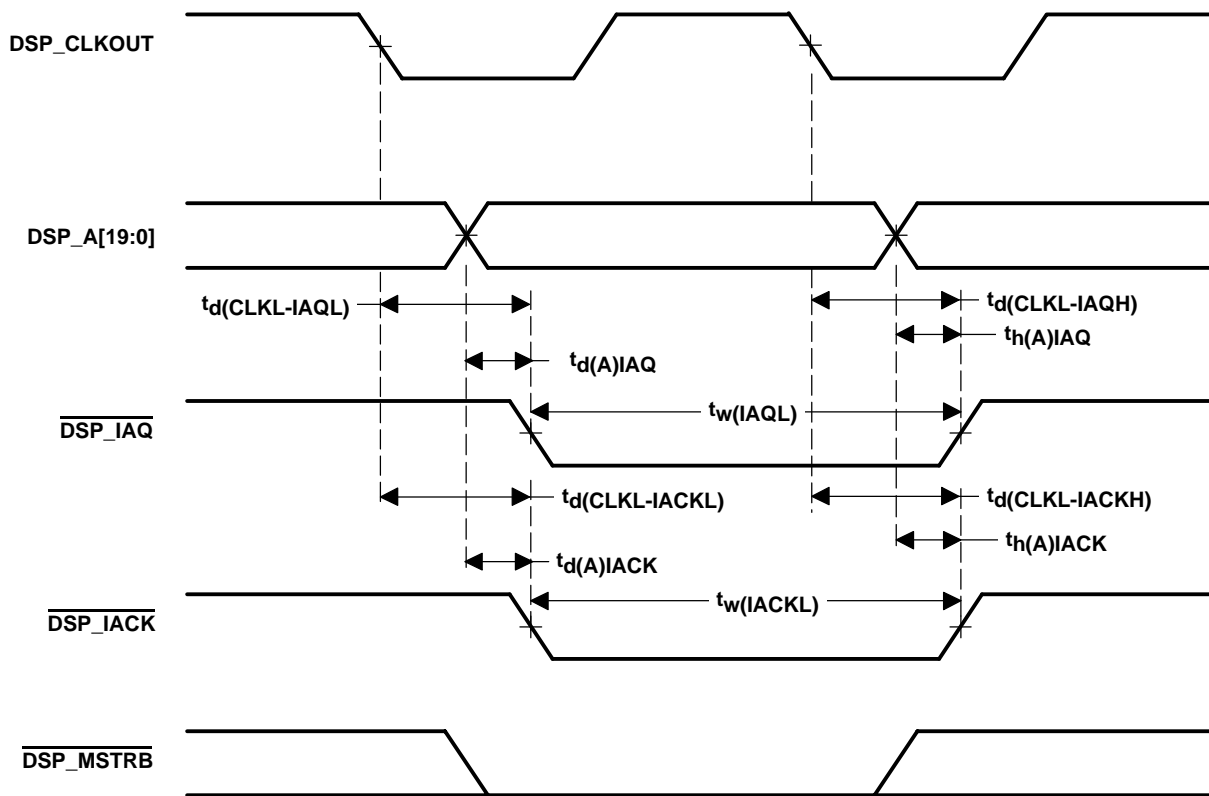 DSP_CLKOUT
DSP_A[19:0]
td(CLKL-IAQL)
td(CLKL-IAQH)
th(A)IAQ
td(A)IAQ
tw(IAQL)
DSP_IAQ
td(CLKL-IACKL)
td(CLKL-IACKH)
th(A)IACK
td(A)IACK
tw(IACKL)
DSP_IACK
DSP_MSTRB